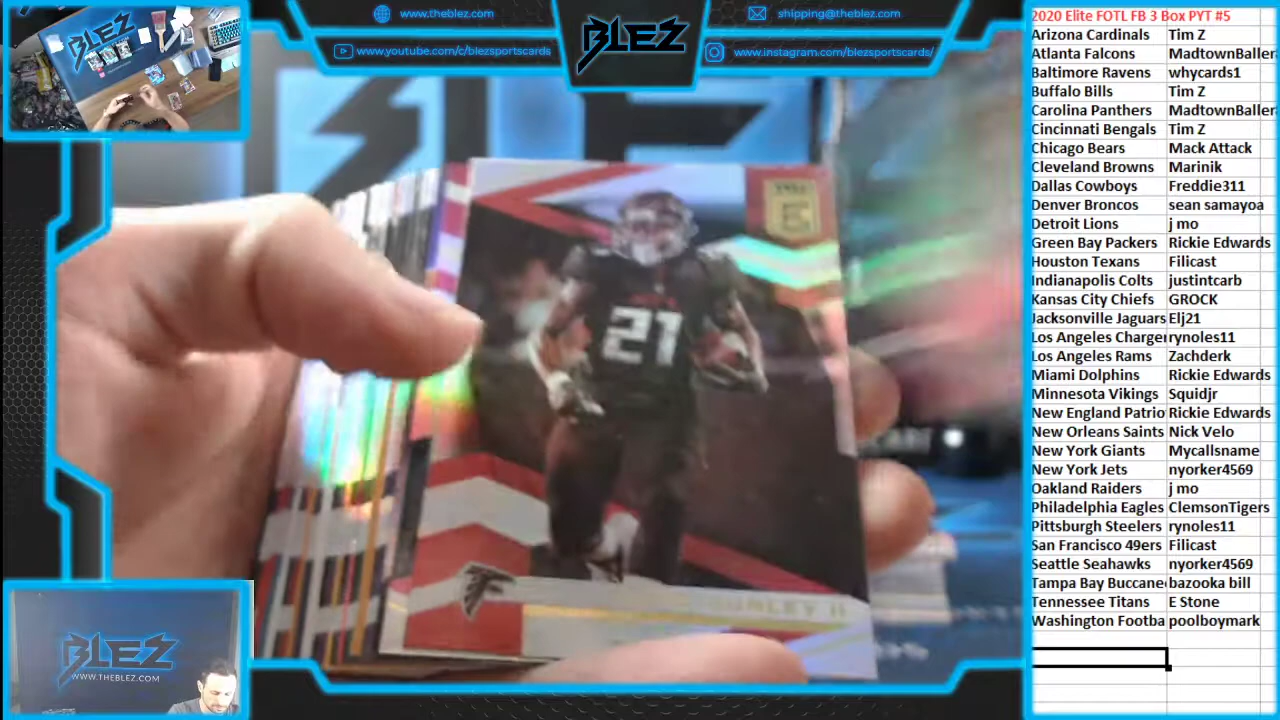 www.theblez.com
www.youtube.com/c/blezsportscards
BLEZ
shipping@theblez.com
www.instagram.com/blezsportscards/
BLEZ
21
E
BLEZ
WWW.THEBLEZ.COM
2020 Elite FOTL FB 3 Box PYT #5
Arizona Cardinals Tim Z
Atlanta Falcons MadtownBaller
Baltimore Ravens whycards1
Buffalo Bills Tim Z
Carolina Panthers MadtownBaller
Cincinnati Bengals Tim Z
Chicago Bears Mack Attack
Cleveland Browns Marinik
Dallas Cowboys Freddie311
Denver Broncos sean samayoa
Detroit Lions j mo
Green Bay Packers Rickie Edwards
Houston Texans Filicast
Indianapolis Colts justintcarb
Kansas City Chiefs GROCK
Jacksonville Jaguars Elj21
Los Angeles Charger rynoles11
Los Angeles Rams Zachderk
Miami Dolphins Rickie Edwards
Minnesota Vikings Squidjr
New England Patrio Rickie Edwards
New Orleans Saints Nick Velo
New York Giants Mycallsname
New York Jets nyorker4569
Oakland Raiders j mo
Philadelphia Eagles ClemsonTigers
Pittsburgh Steelers rynoles11
San Francisco 49ers Filicast
Seattle Seahawks nyorker4569
Tampa Bay Buccane bazooka bill
Tennessee Titans E Stone
Washington Footba poolboymark